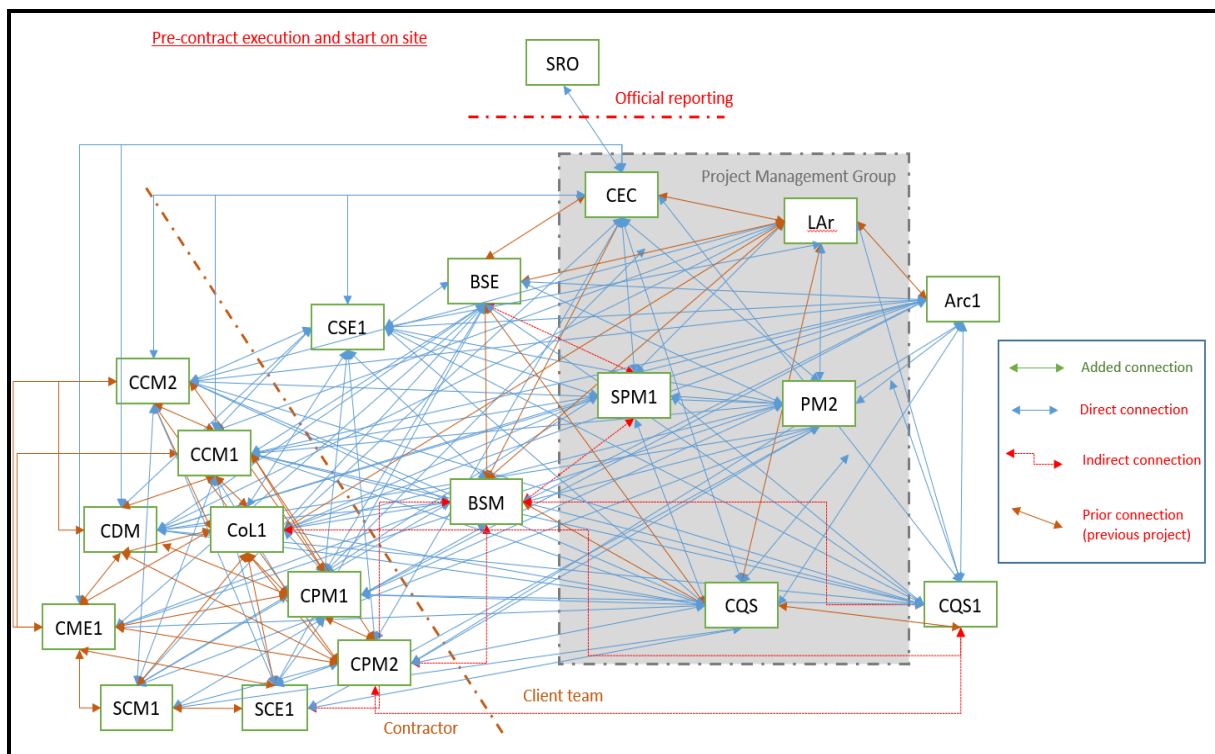 Pre-contract execution and start on site
SRO
Official reporting
Project Management Group
CEC
LAr
BSE
Arc1
CSE1
CCM2
SPM1
PM2
Added connection
Direct connection
CCM1
Indirect connection
BSM
CDM
CoL1
Prior connection
(previous project)
CPM1
CQS
CQS1
CME1
CPM2
SCM1
SCE1
Client team
Contractor